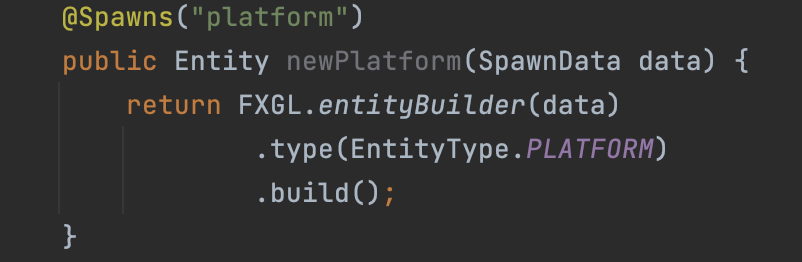 @Spawns("platform")
public Entity newPlatform(SpawnData data) {
return FXGL.entityBuilder(data)
.type(EntityType.PLATFORM)
.build();
}